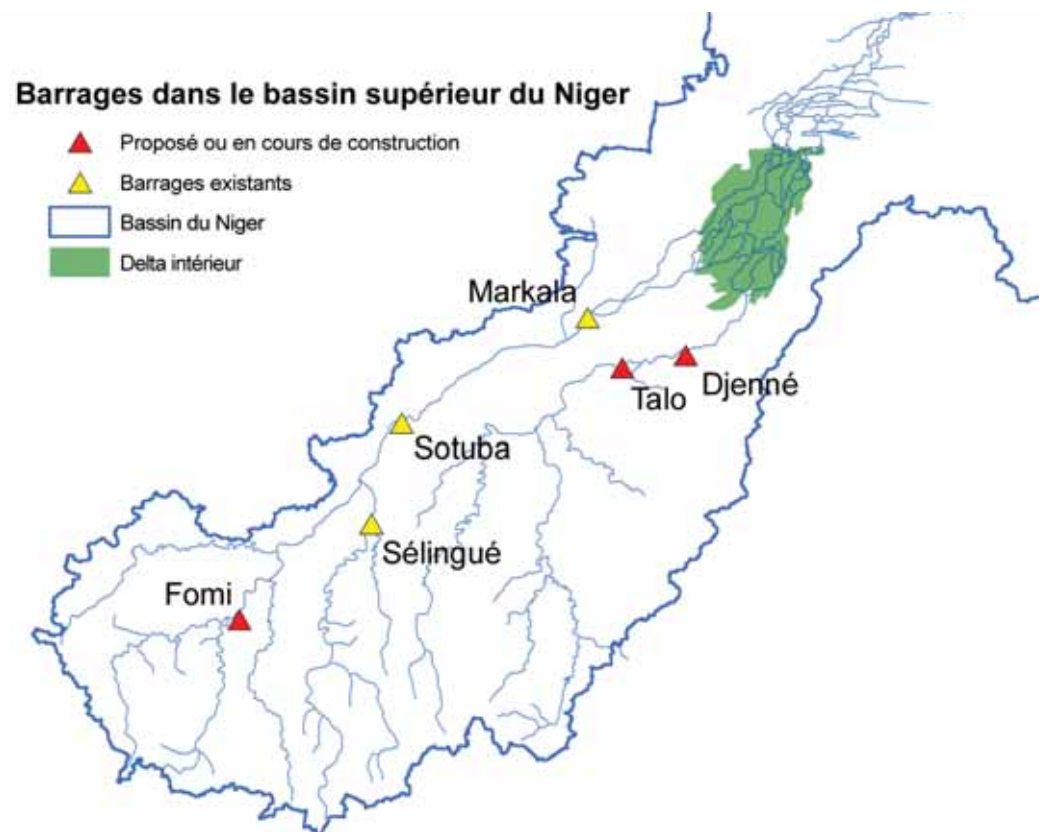 Barrages dans le bassin supérieur du Niger
Proposé ou en cours de construction
Barrages existants
Bassin du Niger
Delta intérieur
Markala
Djenné
Talo
Sotuba
Sélingué
Fomi